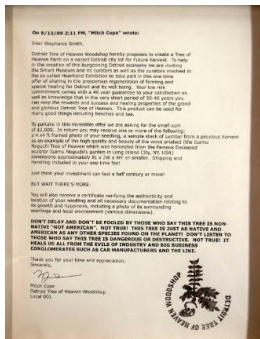 On 8/13/09 2:11 PM, "Mitch Cope" wrote:
Dear Stephanie Smith,
Detroit Tree of Heaven Woodshop hereby proposes to create a Tree of
Heaven Farm on a vacant Detroit city lot for future harvest. To help
in the creation of this burgeoning Detroit economy we are inviting
the Smart Museum and its curators as well as the curators involved in
the so called Heartland Exhibition to take part in this one time
offer of sharing in the prosperous regeneration of farming and
special healing for Detroit and its well being. Your low risk
commitment comes with a 40 year guarantee to your satisfaction as
well as knowledge that in the very short period of 30-40 years you
can reap the rewards and success and healing properties of the grand
and glorious Detroit Tree of Heaven. This product can be used for
many good things including benches and tea.
To partake in this incredible offer we are asking for the small sum
of $1,000. In return you may receive one or more of the following:
a 4 x6 framed photo of your seedling, a sample stack of lumber from a previous harvest
as an example of the high quality and beauty of the wood product (the Isamu
Noguchi Tree of Heaven which was harvested from the Famous Deceased
sculptor Isamu Noguchi's garden in Long Island City, NY, USA)
dimensions approximately 8L x 2W x 4H" or smaller. Shipping and
Handling included in your one time fee!
Just think your investment can last a half century or more!
BUT WAIT THERE'S MORE:
You will also receive a certificate verifying the authenticity and
location of your seedling and all necessary documentation relating to
its growth and happiness, including a photo of its surrounding
earthlings and local environment (various dimensions).
DON'T DELAY AND DON'T BE FOOLED BY THOSE WHO SAY THIS TREE IS NON-
NATIVE "NOT AMERICAN". NOT TRUE! THIS TREE IS JUST AS NATIVE AND
AMERICAN AS ANY OTHER SPECIES FOUND ON THE PLANET! DON'T LISTEN TO
THOSE WHO SAY THIS TREE IS DANGEROUS OR DESTRUCTIVE. NOT TRUE! IT
HEALS US ALL FROM THE EVILS OF INDUSTRY AND BIG BUSINESS
CONGLOMERATES SUCH AS CAR MANUFACTURERS AND THE LIKE.
Thank you for your time and appreciation.
Sincerely,
Mitch Cope
Detroit Tree of Heaven Woodshop
Local 001
DETROIT TREE OF HEAVEN WOODSHOP